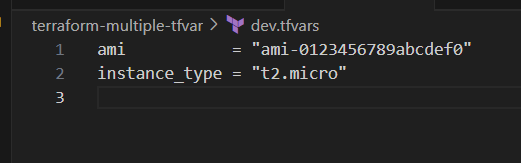 terraform-multiple-tfvar > dev.tfvars
1 ami = "ami-0123456789abcdef0"
2 instance_type = "t2.micro"
3